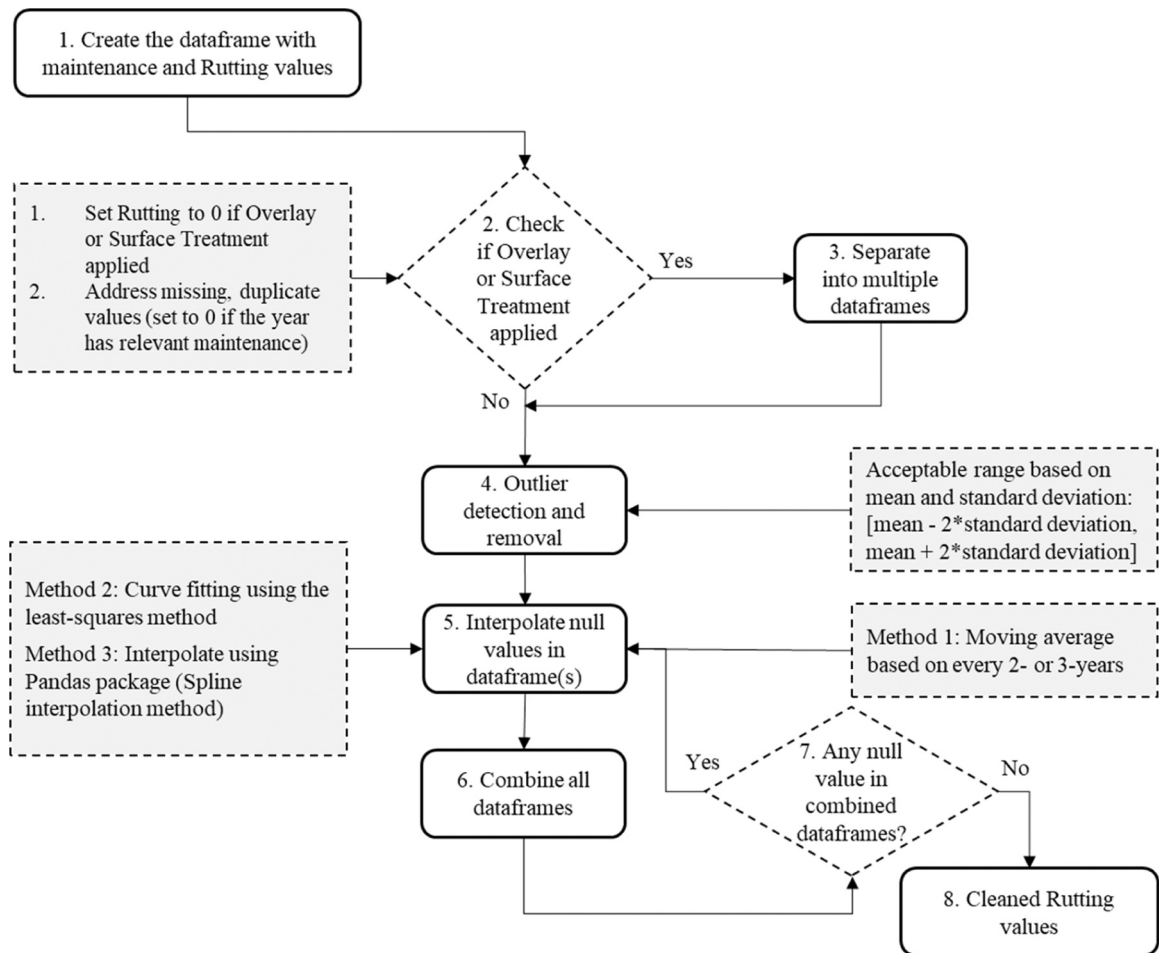 1. Create the dataframe with
maintenance and Rutting values
1. Set Rutting to 0 if Overlay
or Surface Treatment
applied
2. Address missing, duplicate
values (set to 0 if the year
has relevant maintenance)
2. Check
if Overlay
or Surface
Treatment
applied
Yes
3. Separate
into multiple
dataframes
No
4. Outlier
detection and
removal
Acceptable range based on
mean and standard deviation:
[mean - 2*standard deviation,
mean + 2*standard deviation]
Method 2: Curve fitting using the
least-squares method
Method 3: Interpolate using
Pandas package (Spline
interpolation method)
5. Interpolate null
values in
dataframe(s)
Method 1: Moving average
based on every 2- or 3-years
6. Combine all
dataframes
Yes
7. Any null
value in
combined
dataframes?
No
8. Cleaned Rutting
values